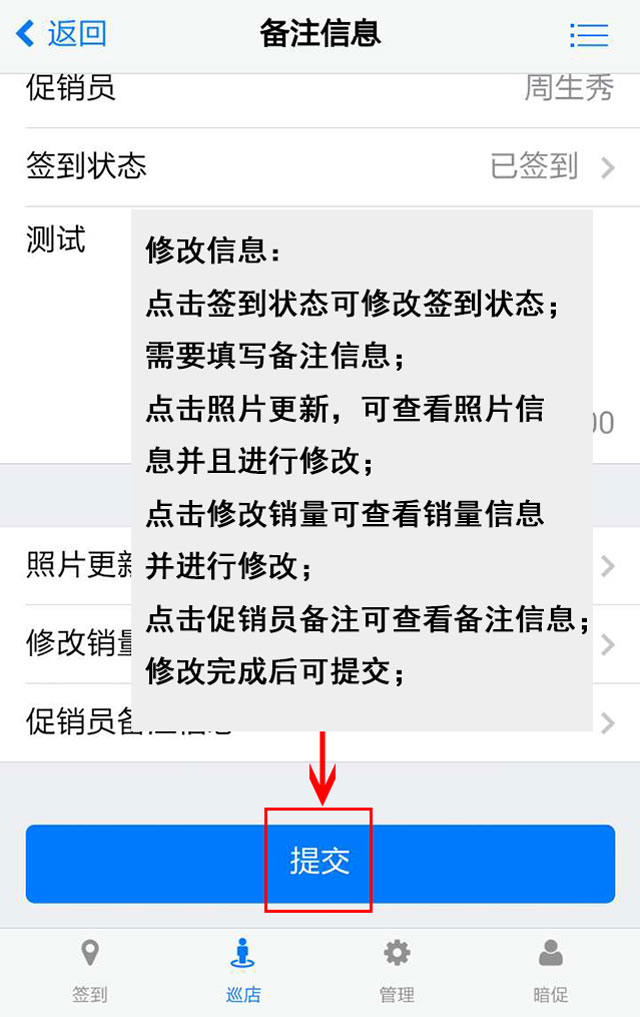 返回 备注信息
促销员 周生秀
签到状态 已签到
测试
修改信息：
点击签到状态可修改签到状态；
需要填写备注信息；
点击照片更新，可查看照片信
息并且进行修改；
点击修改销量可查看销量信息
并进行修改；
点击促销员备注可查看备注信息；
修改完成后可提交；
00
照片更新
修改销量
促销员备注信息
提交
签到 巡店 管理 暗促